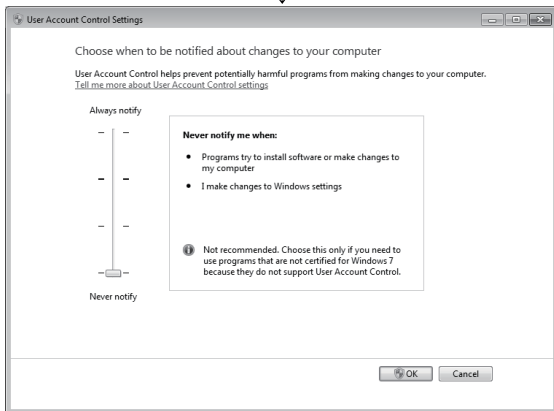 User Account Control Settings
Choose when to be notified about changes to your computer
User Account Control helps prevent potentially harmful programs from making changes to your computer.
Tell me more about User Account Control settings
Always notify
Never notify me when:
• Programs try to install software or make changes to
my computer
• I make changes to Windows settings
Not recommended. Choose this only if you need to
use programs that are not certified for Windows 7
because they do not support User Account Control.
Never notify
OK
Cancel